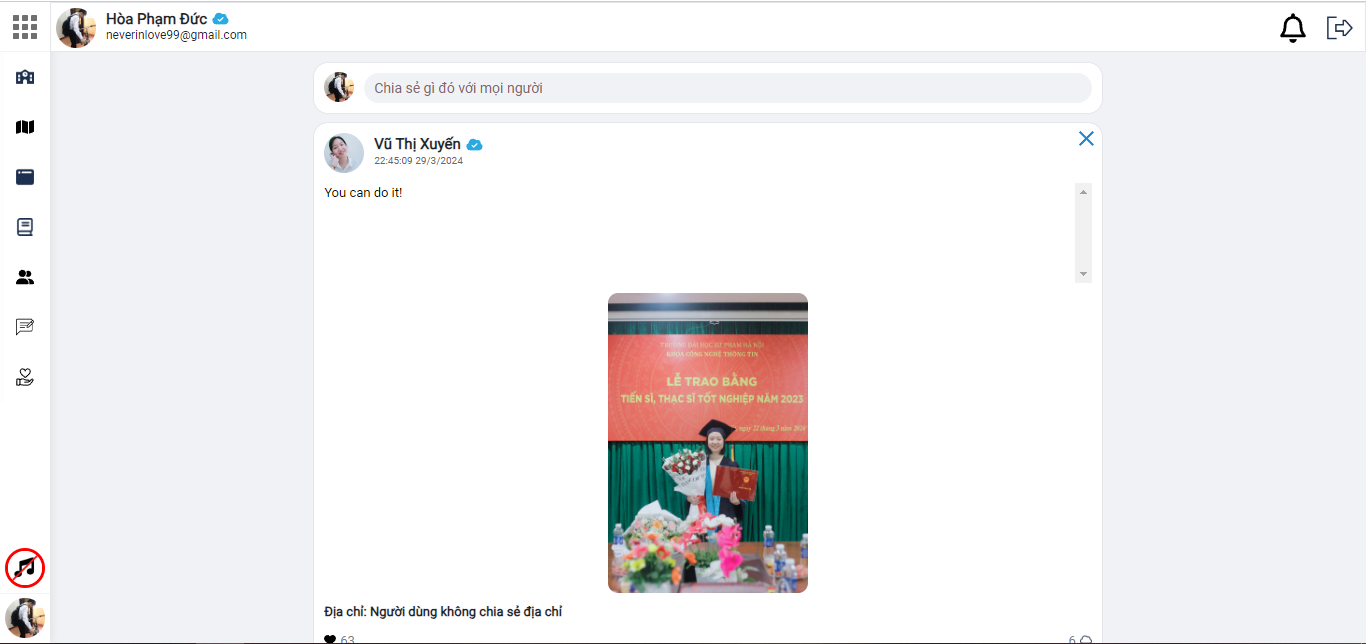 Hòa Phạm Đức
neverinlove99@gmail.com
Chia sẻ gì đó với mọi người
Vũ Thị Xuyến
22:45:09 29/3/2024
You can do it!
TRƯỜNG ĐẠI HỌC SƯ PHẠM HÀ NỘI
KHOA CÔNG NGHỆ THÔNG TIN
LỄ TRAO BẰNG
TIẾN SĨ, THẠC SĨ TỐT NGHIỆP NĂM 2023
ngày 22 tháng 3 năm
Địa chỉ: Người dùng không chia sẻ địa chỉ
63
6